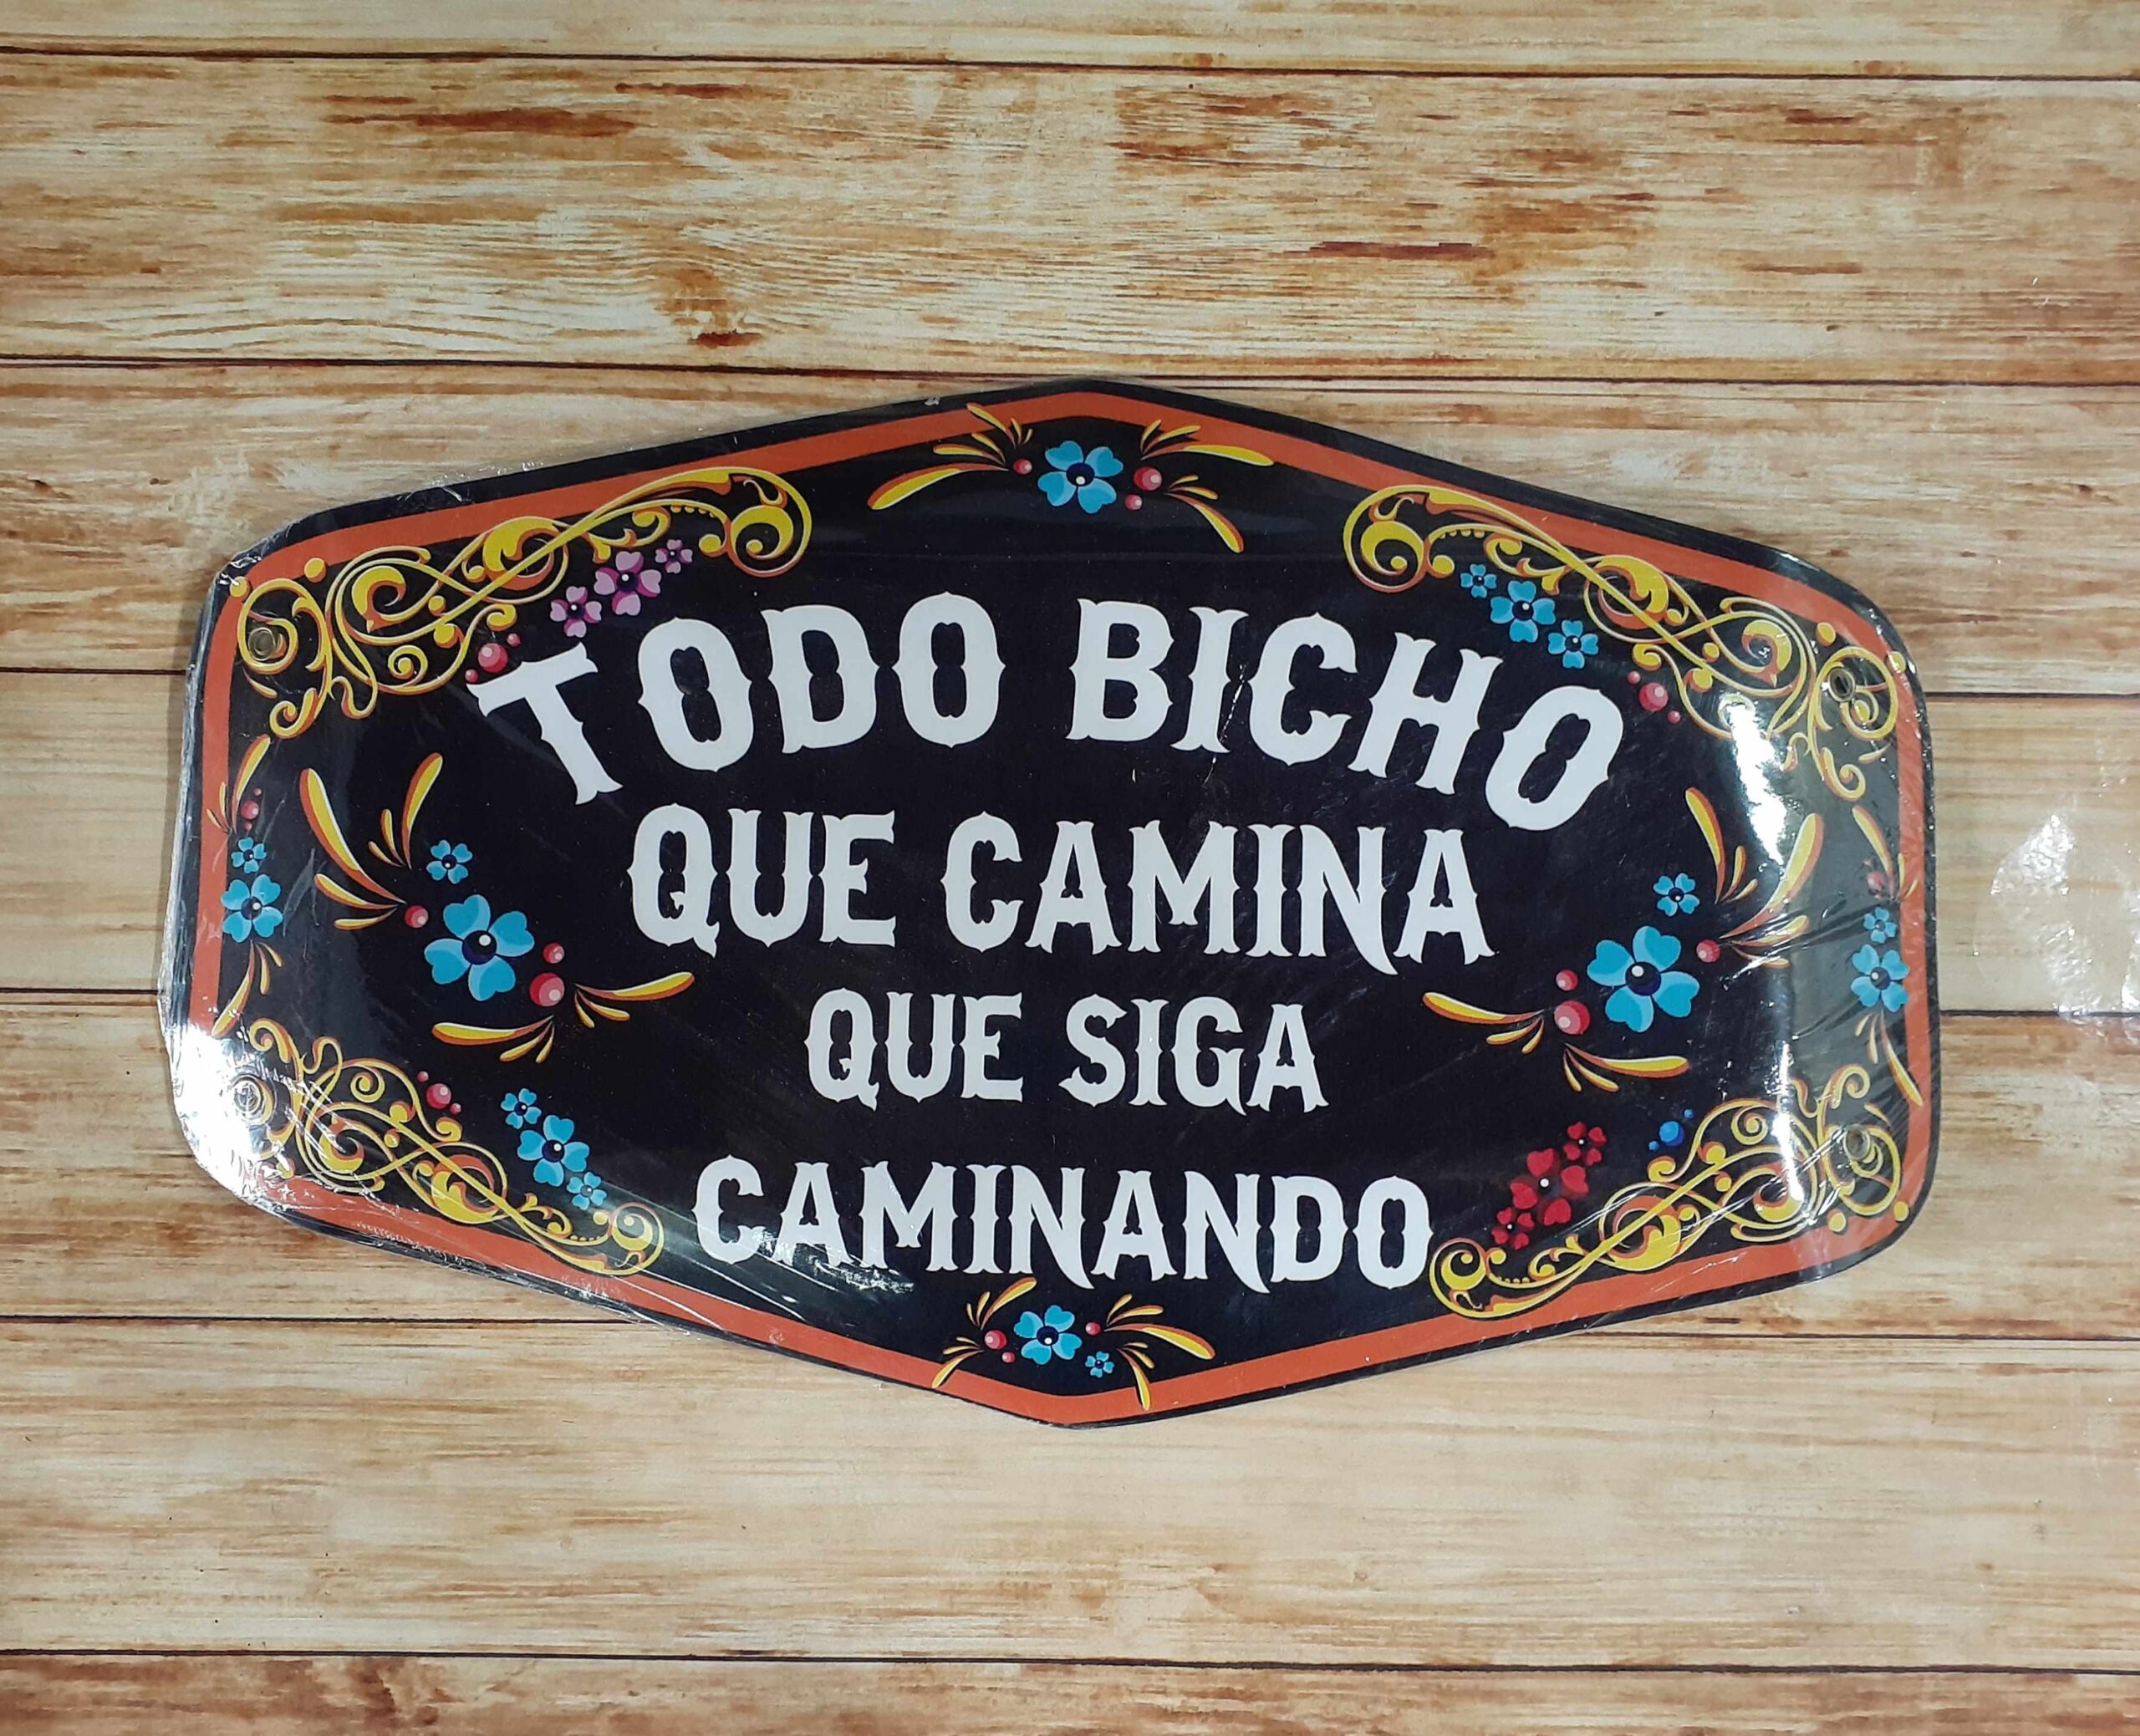 TODO BICHO
QUE CAMINA
QUE SIGA
CAMINANDO